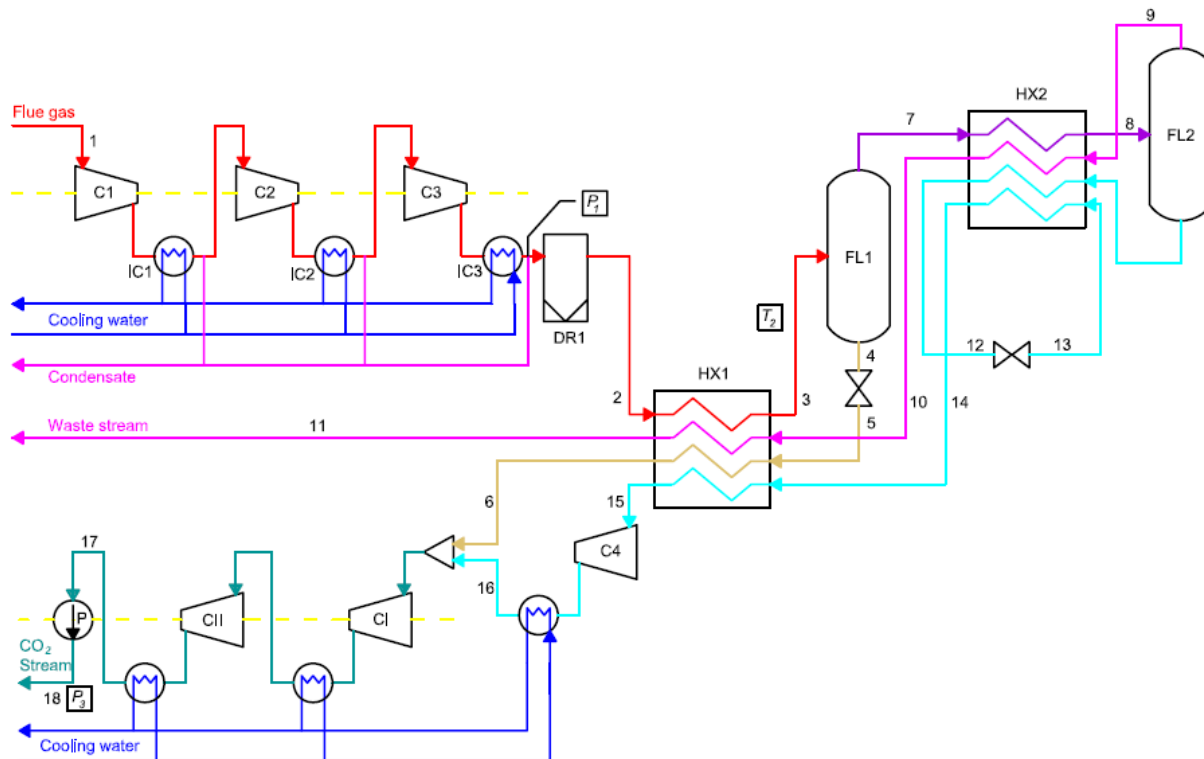 9
HX2
7
8
FL2
Flue gas
1
C1
C2
C3
P1
IC1
IC2
IC3
FL1
Cooling water
DR1
T2
12
13
4
Condensate
HX1
2
3
10
14
5
Waste stream
11
6
15
17
C4
16
P
CII
CI
CO2
Stream
18
P3
Cooling water